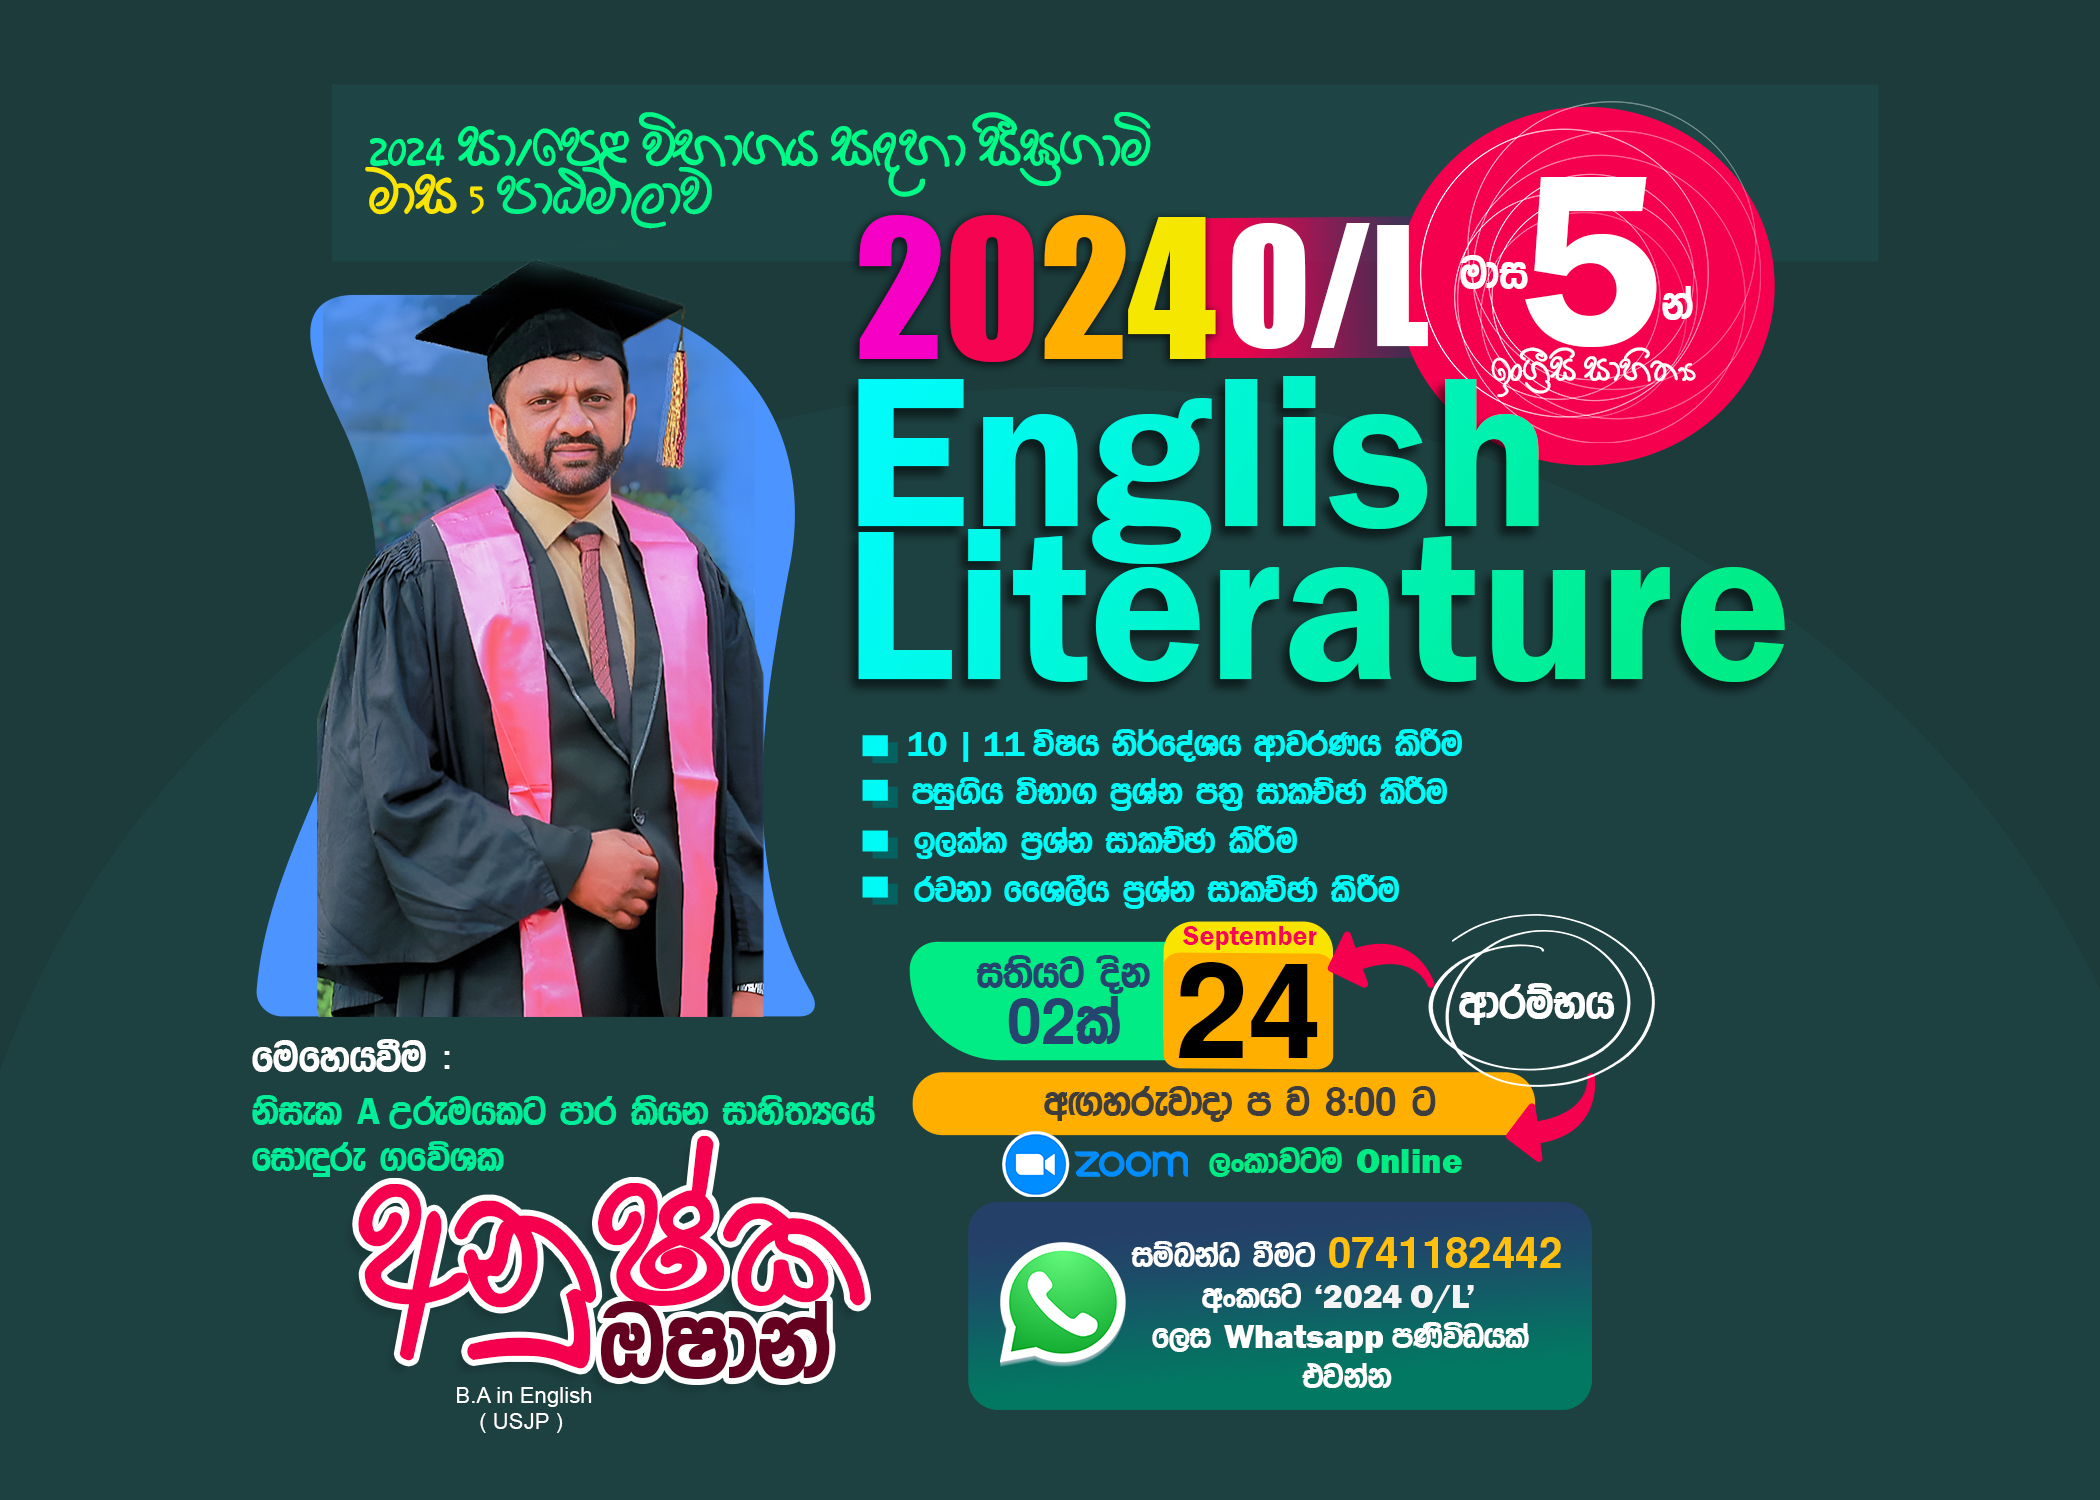 2024 සා/පෙළ විභාගය සඳහා සීඝ්‍රගාමී
මාස 5 පාඨමාලාව
2024 O/L
මාස 5න්
ඉංග්‍රීසි සාහිත්‍ය
English
Literature
10 | 11 විෂය නිර්දේශය ආවරණය කිරීම
පසුගිය විභාග ප්‍රශ්න පත්‍ර සාකච්ඡා කිරීම
ඉලක්ක ප්‍රශ්න සාකච්ඡා කිරීම
රචනා ශෛලීය ප්‍රශ්න සාකච්ඡා කිරීම
සතියට දින
02ක්
September
24
ආරම්භය
අඟහරුවාදා ප ව 8:00 ට
zoom ලංකාවටම Online
සම්බන්ධ වීමට 0741182442
අංකයට ‘2024 O/L’
ලෙස Whatsapp පණිවිඩයක්
එවන්න
මෙහෙයවීම :
නිසැක A උරුමයකට පාර කියන සාහිත්‍යයේ
සොඳුරු ගවේශක
අනුෂ්ක
ඔෂාන්
B.A in English
( USJP )